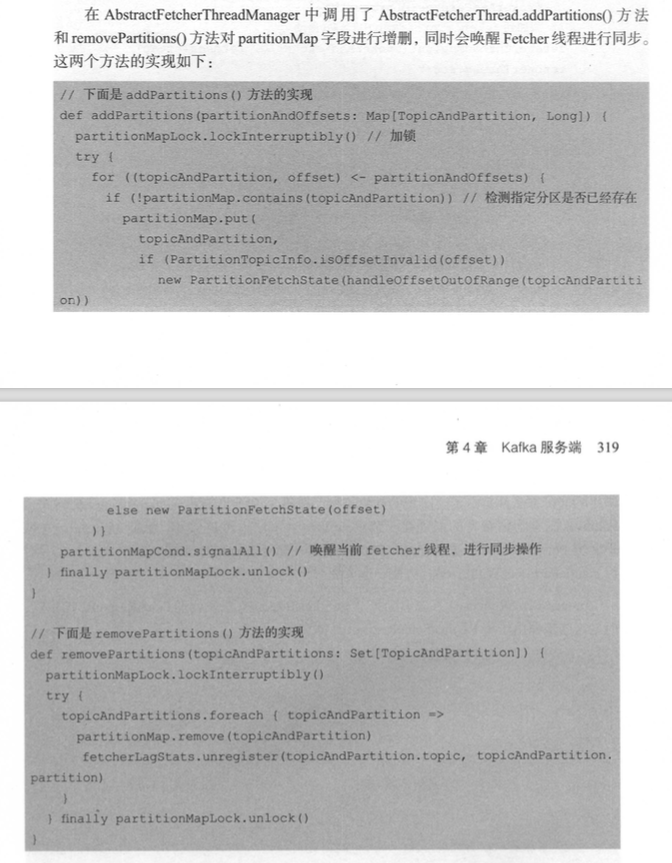 在 AbstractFetcherThreadManager 中调用了 AbstractFetcherThread.addPartitions() 方法
和 removePartitions() 方法对 partitionMap 字段进行增删，同时会唤醒 Fetcher 线程进行同步。
这两个方法的实现如下：
// 下面是 addPartitions() 方法的实现
def addPartitions(partitionAndOffsets: Map[TopicAndPartition, Long]) {
  partitionMapLock.lockInterruptibly() // 加锁
  try {
    for ((topicAndPartition, offset) <- partitionAndOffsets) {
      if (!partitionMap.contains(topicAndPartition)) // 检测指定分区是否已经存在
        partitionMap.put(
          topicAndPartition,
          if (PartitionTopicInfo.isOffsetInvalid(offset))
            new PartitionFetchState(handleOffsetOutOfRange(topicAndPartiti
on))
第 4 章 Kafka 服务端 319
          else new PartitionFetchState(offset)
        )}
    partitionMapCond.signalAll() // 唤醒当前 fetcher 线程，进行同步操作
  } finally partitionMapLock.unlock()
}
// 下面是 removePartitions() 方法的实现
def removePartitions(topicAndPartitions: Set[TopicAndPartition]) {
  partitionMapLock.lockInterruptibly()
  try {
    topicAndPartitions.foreach { topicAndPartition =>
      partitionMap.remove(topicAndPartition)
      fetcherLagStats.unregister(topicAndPartition.topic, topicAndPartition.
partition)
    }
  } finally partitionMapLock.unlock()
}